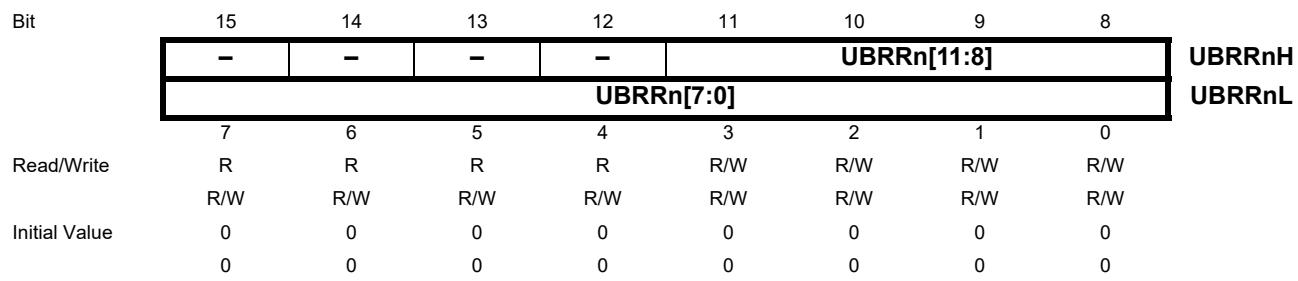 Bit 15 14 13 12 11 10 9 8
– – – – UBRRn[11:8] UBRRnH
UBRRn[7:0] UBRRnL
7 6 5 4 3 2 1 0
Read/Write R R R R R/W R/W R/W R/W
R/W R/W R/W R/W R/W R/W R/W R/W
Initial Value 0 0 0 0 0 0 0 0
0 0 0 0 0 0 0 0